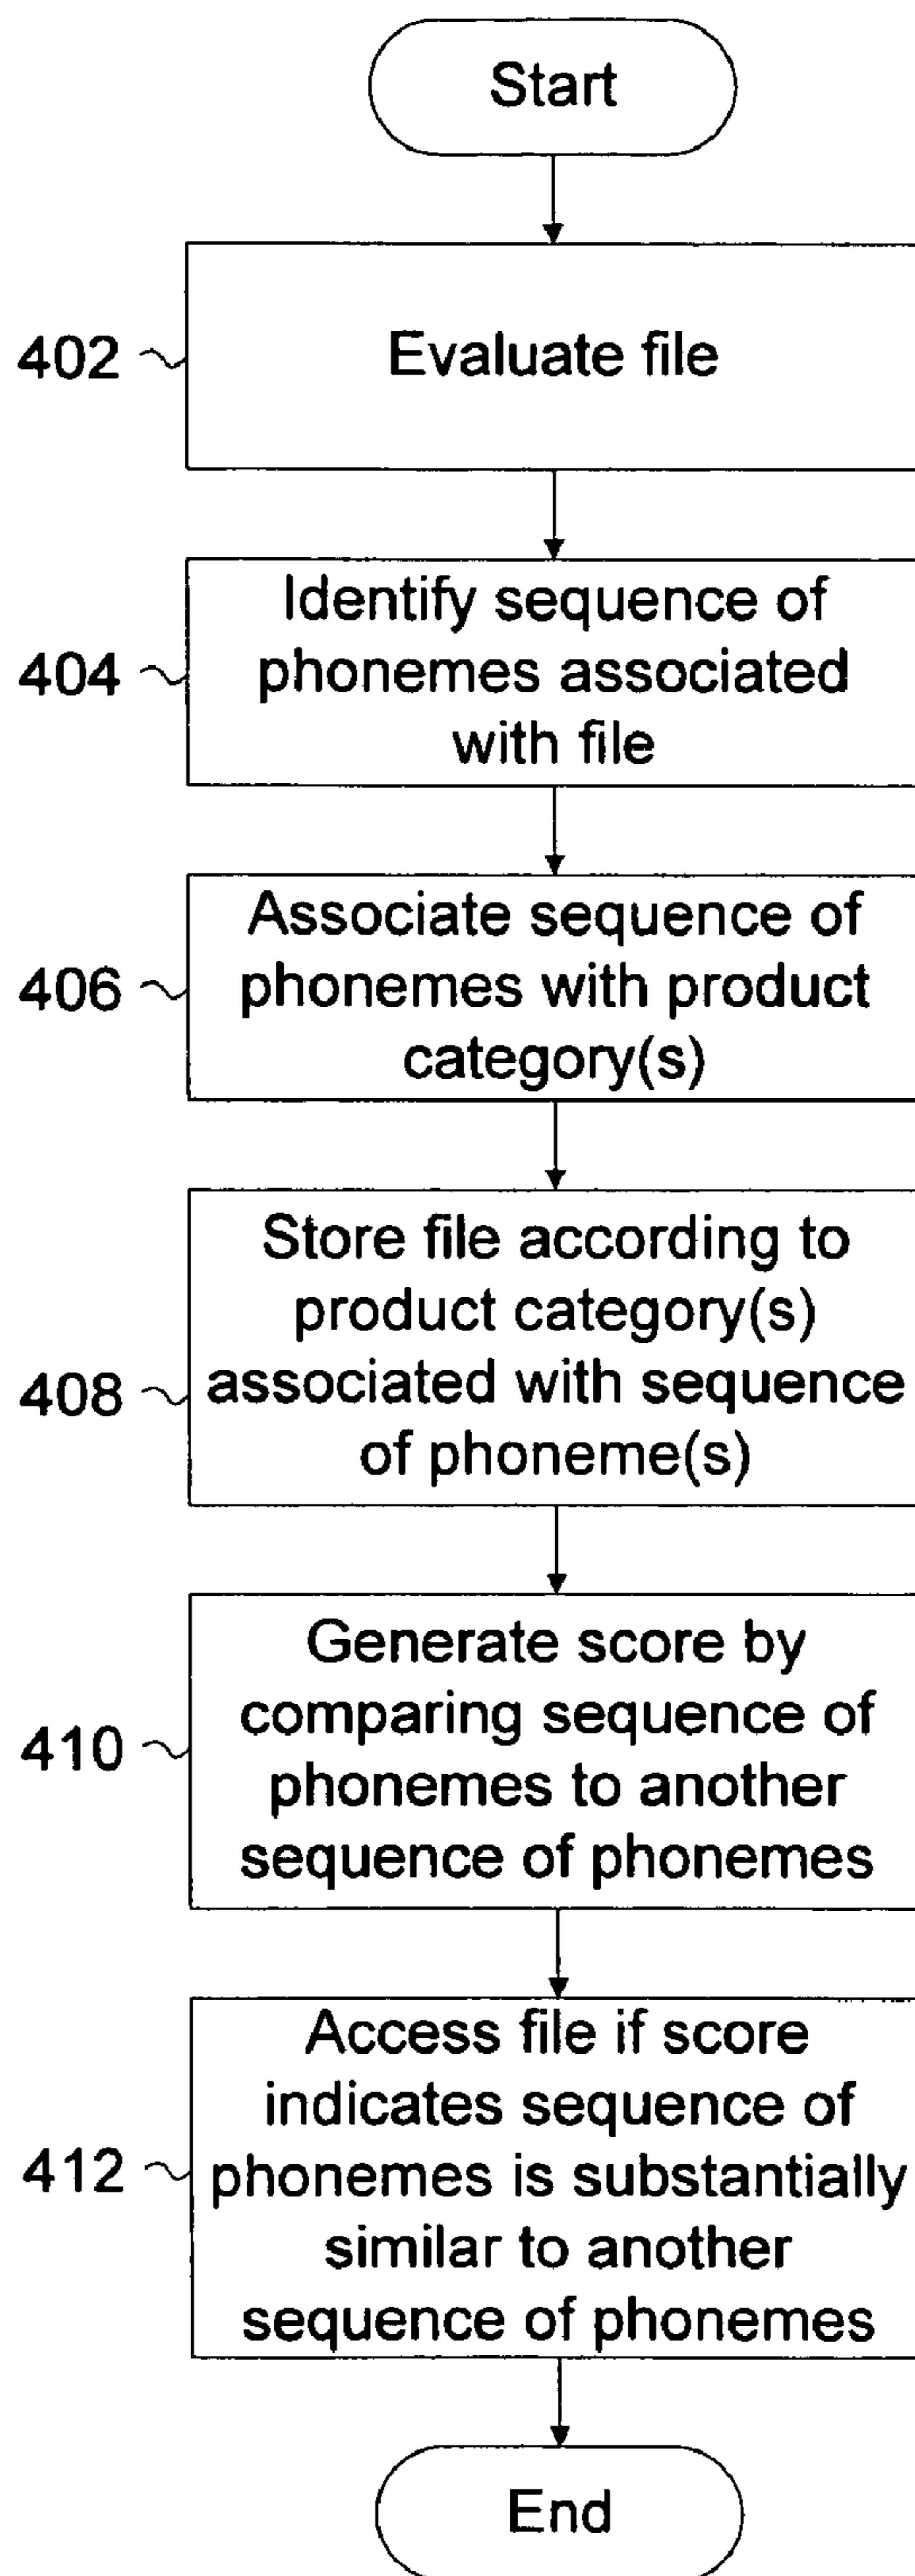 Start
402
Evaluate file
Identify sequence of
404
phonemes associated
with file
Associate sequence of
406
phonemes with product
category(s)
Store file according to
product category(s)
408
associated with sequence
of phoneme(s)
Generate score by
comparing sequence of
410
phonemes to another
sequence of phonemes
Access file if score
indicates sequence of
412
phonemes is substantially
similar to another
sequence of phonemes
End